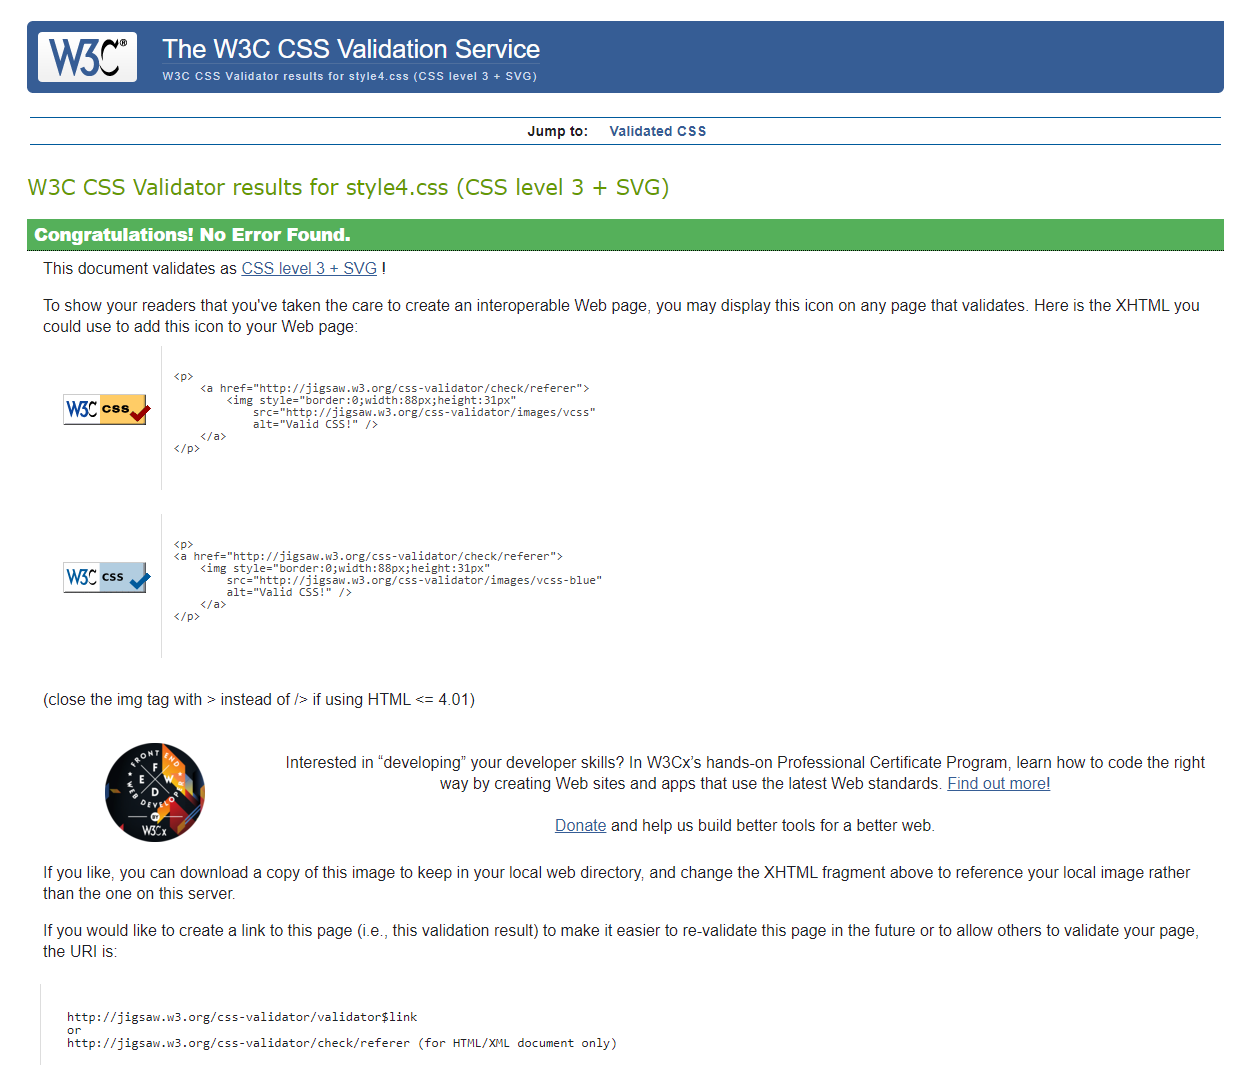 W3C®
The W3C CSS Validation Service
W3C CSS Validator results for style4.css (CSS level 3 + SVG)
Jump to: Validated CSS
W3C CSS Validator results for style4.css (CSS level 3 + SVG)
Congratulations! No Error Found.
This document validates as CSS level 3 + SVG !
To show your readers that you've taken the care to create an interoperable Web page, you may display this icon on any page that validates. Here is the XHTML you
could use to add this icon to your Web page:
W3C css
<p>
<a href="http://jigsaw.w3.org/css-validator/check/referer">
<img style="border:0;width:88px;height:31px"
src="http://jigsaw.w3.org/css-validator/images/vcss"
alt="Valid CSS!" />
</a>
</p>
W3C css
<p>
<a href="http://jigsaw.w3.org/css-validator/check/referer">
<img style="border:0;width:88px;height:31px"
src="http://jigsaw.w3.org/css-validator/images/vcss-blue"
alt="Valid CSS!" />
</a>
</p>
(close the img tag with > instead of /> if using HTML <= 4.01)
FRONT END
F
E W
D
WEB DEVELOPER
W3Cx
Interested in “developing” your developer skills? In W3Cx’s hands-on Professional Certificate Program, learn how to code the right
way by creating Web sites and apps that use the latest Web standards. Find out more!
Donate and help us build better tools for a better web.
If you like, you can download a copy of this image to keep in your local web directory, and change the XHTML fragment above to reference your local image rather
than the one on this server.
If you would like to create a link to this page (i.e., this validation result) to make it easier to re-validate this page in the future or to allow others to validate your page,
the URI is:
http://jigsaw.w3.org/css-validator/validator$link
or
http://jigsaw.w3.org/css-validator/check/referer (for HTML/XML document only)